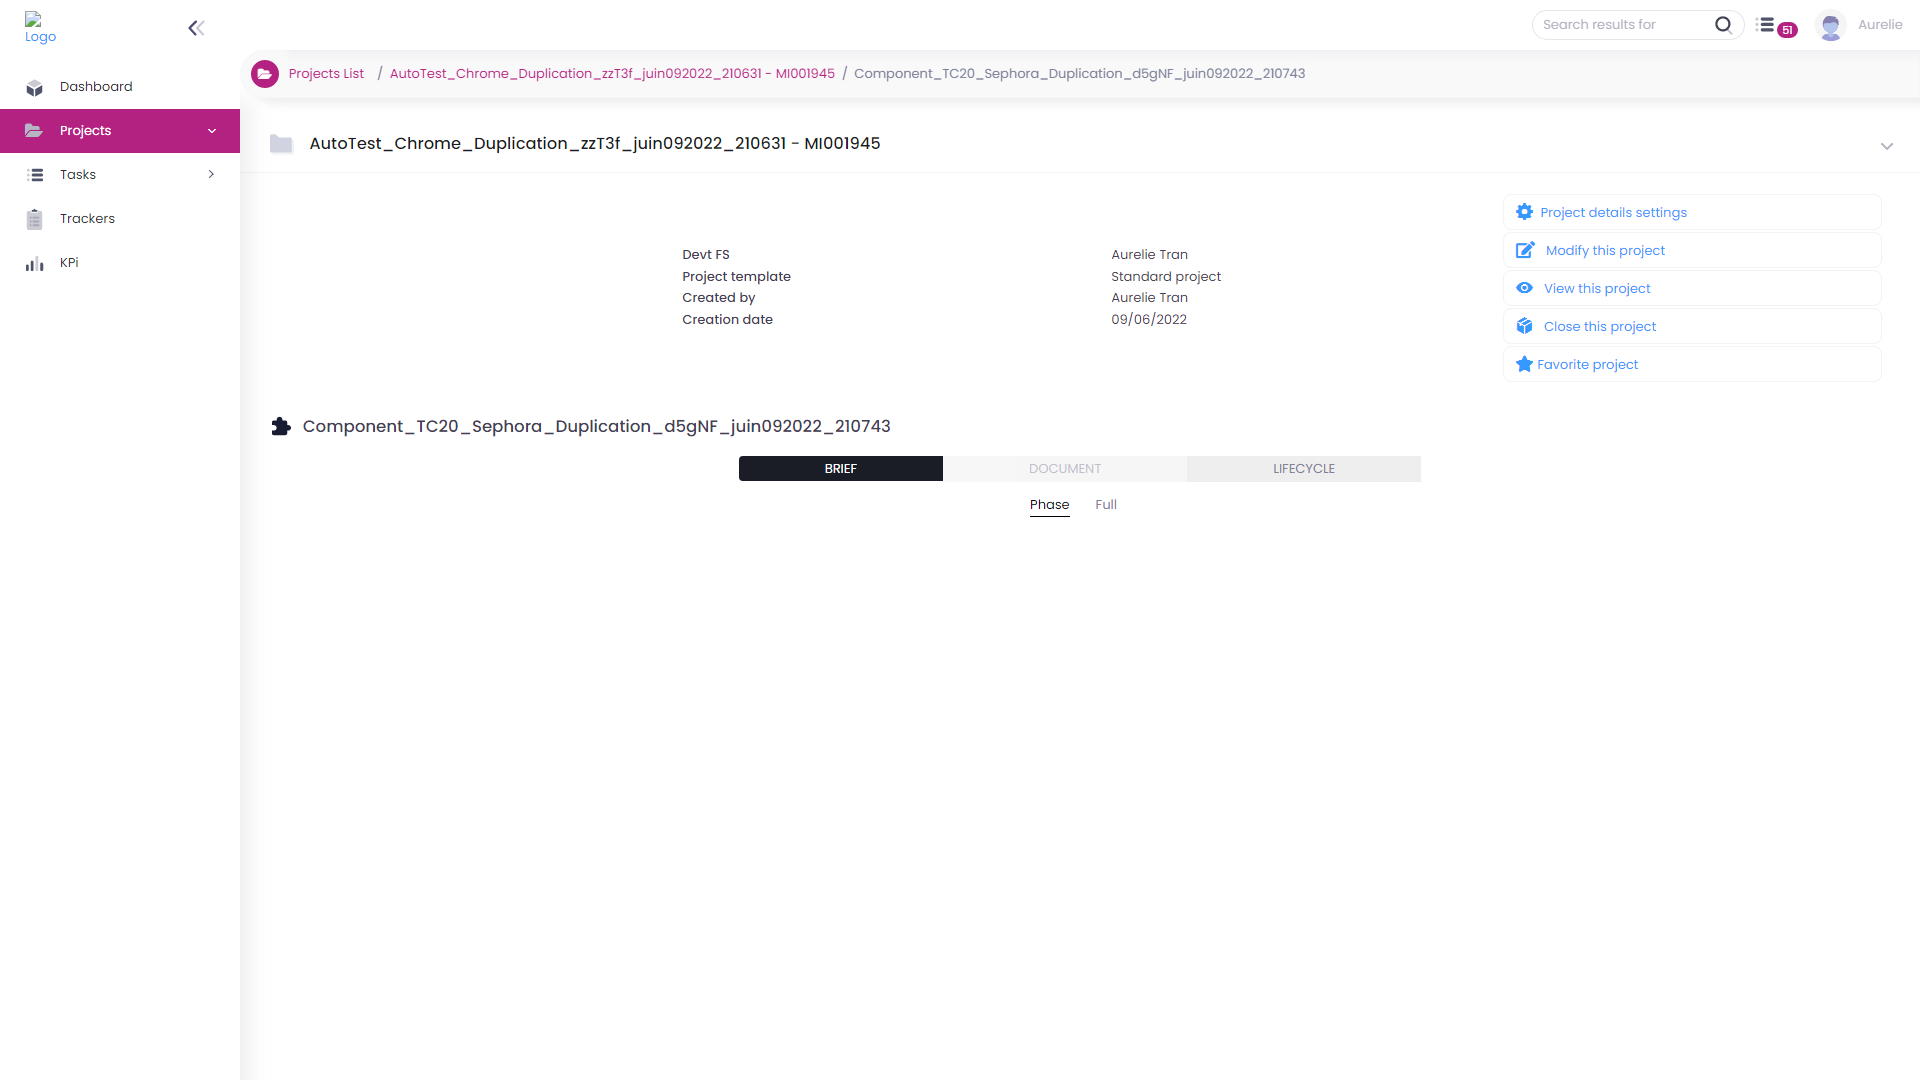 Logo
Search results for
51
Aurelie
Dashboard
Projects
Tasks
Trackers
KPi
Projects List / AutoTest_Chrome_Duplication_zzT3f_juin092022_210631 - MI001945 / Component_TC20_Sephora_Duplication_d5gNF_juin092022_210743
AutoTest_Chrome_Duplication_zzT3f_juin092022_210631 - MI001945
Devt FS Aurelie Tran
Project template Standard project
Created by Aurelie Tran
Creation date 09/06/2022
Project details settings
Modify this project
View this project
Close this project
Favorite project
Component_TC20_Sephora_Duplication_d5gNF_juin092022_210743
BRIEF DOCUMENT LIFECYCLE
Phase Full